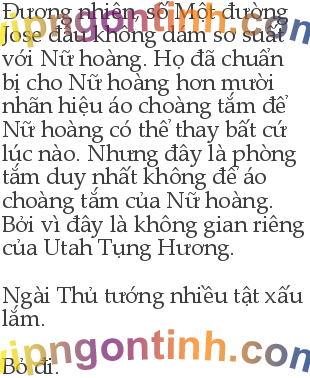 Đương nhiên, số Một đường
Jose đâu không dám sơ suất
với Nữ hoàng. Họ đã chuẩn
bị cho Nữ hoàng hơn mười
nhãn hiệu áo choàng tắm để
Nữ hoàng có thể thay bất cứ
lúc nào. Nhưng đây là phòng
tắm duy nhất không để áo
choàng tắm của Nữ hoàng.
Bởi vì đây là không gian riêng
của Utah Tụng Hương.
Ngài Thủ tướng nhiều tật xấu
lắm.
vipngontinh.com
Bỏ đi.